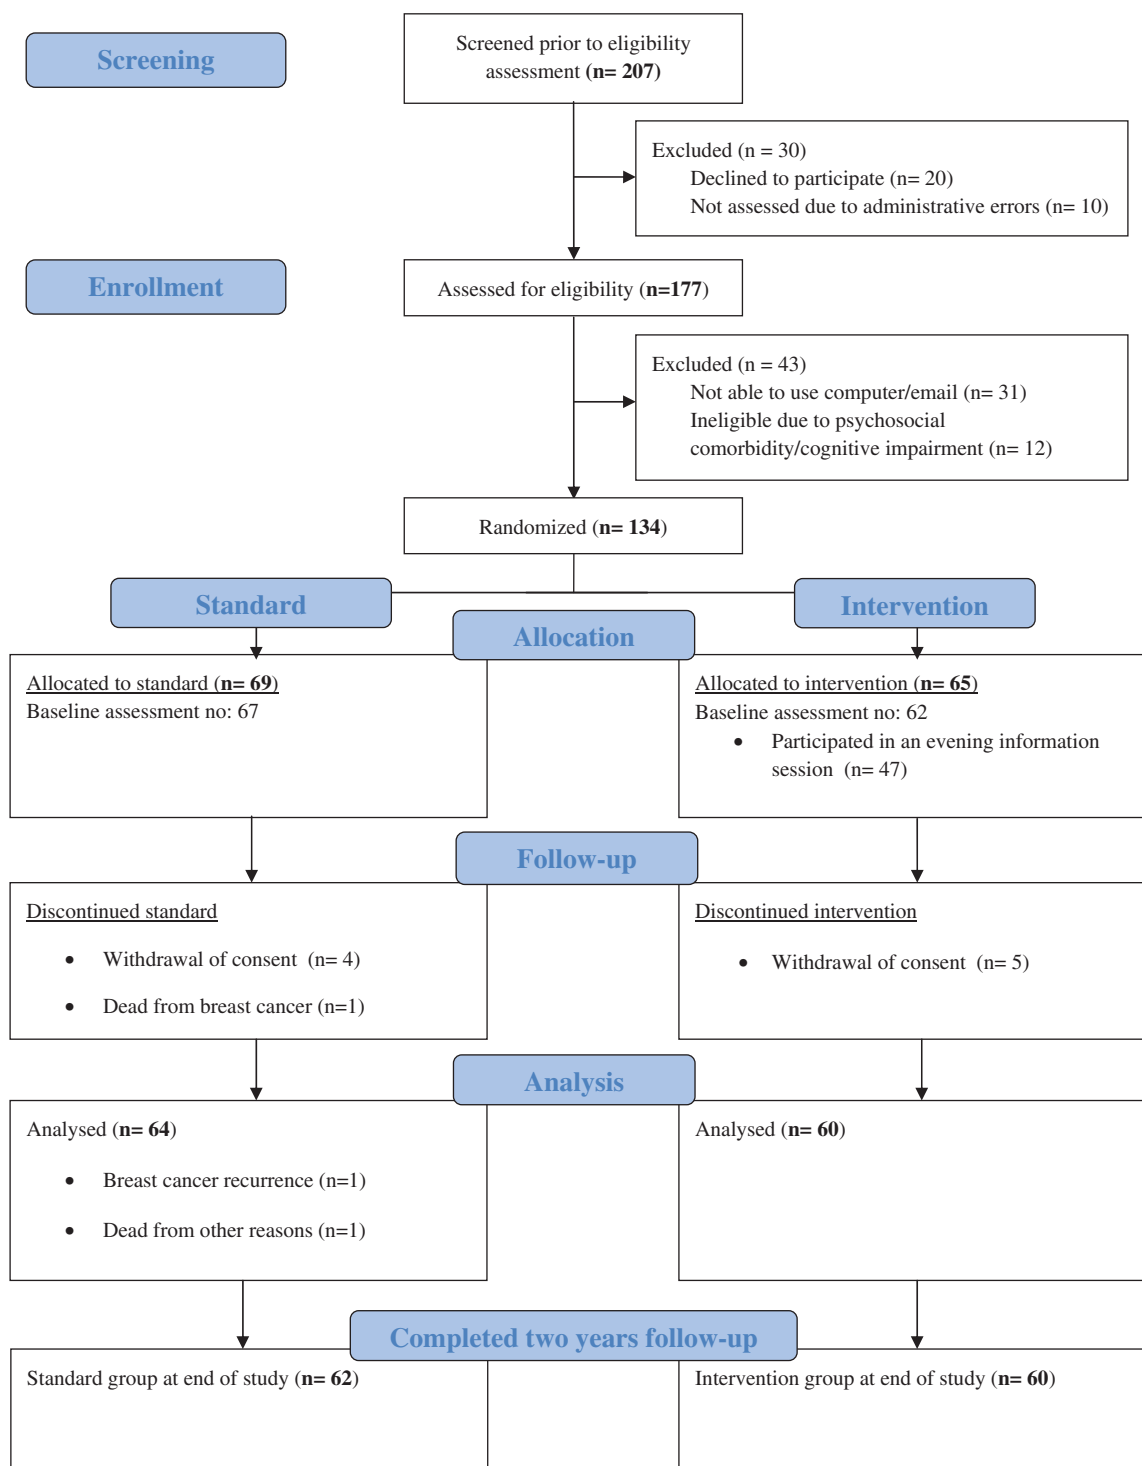 Screening
Screened prior to eligibility
assessment (n= 207)
Excluded (n = 30)
Declined to participate (n= 20)
Not assessed due to administrative errors (n= 10)
Enrollment
Assessed for eligibility (n=177)
Excluded (n = 43)
Not able to use computer/email (n= 31)
Ineligible due to psychosocial
comorbidity/cognitive impairment (n= 12)
Randomized (n= 134)
Standard
Intervention
Allocation
Allocated to standard (n= 69)
Baseline assessment no: 67
Allocated to intervention (n= 65)
Baseline assessment no: 62
• Participated in an evening information
session (n= 47)
Follow-up
Discontinued standard
• Withdrawal of consent (n= 4)
• Dead from breast cancer (n=1)
Discontinued intervention
• Withdrawal of consent (n= 5)
Analysis
Analysed (n= 64)
• Breast cancer recurrence (n=1)
• Dead from other reasons (n=1)
Analysed (n= 60)
Completed two years follow-up
Standard group at end of study (n= 62)
Intervention group at end of study (n= 60)